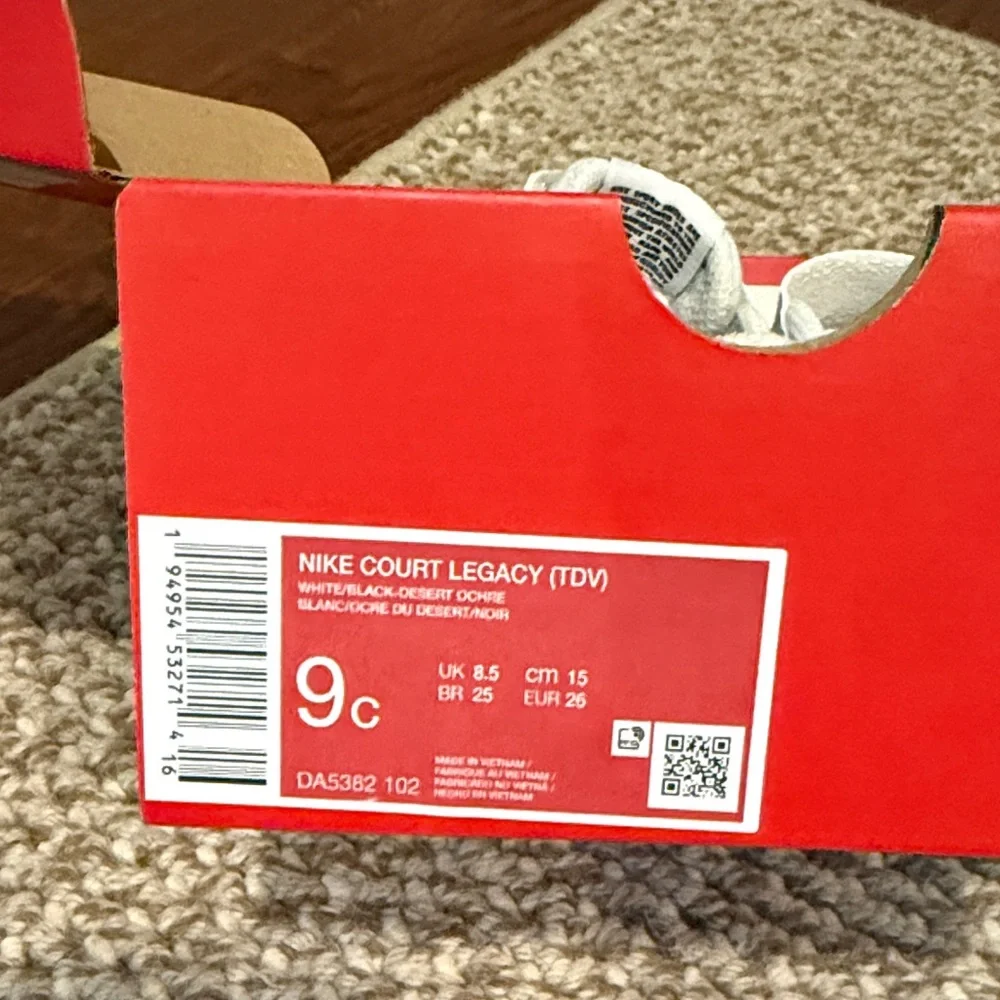 NIKE COURT LEGACY (TDV)
WHITE/BLACK-DESERT OCHRE
BLANC/OCRE DU DESERT/NOIR
9c
UK 8.5 cm 15
BR 25 EUR 26
DA5382 102
MADE IN VIETNAM /
FABRIQUE AU VIETNAM /
FABRICADO NO VIETNÃ /
HECHO EN VIETNAM
1 94954 53271 4 16